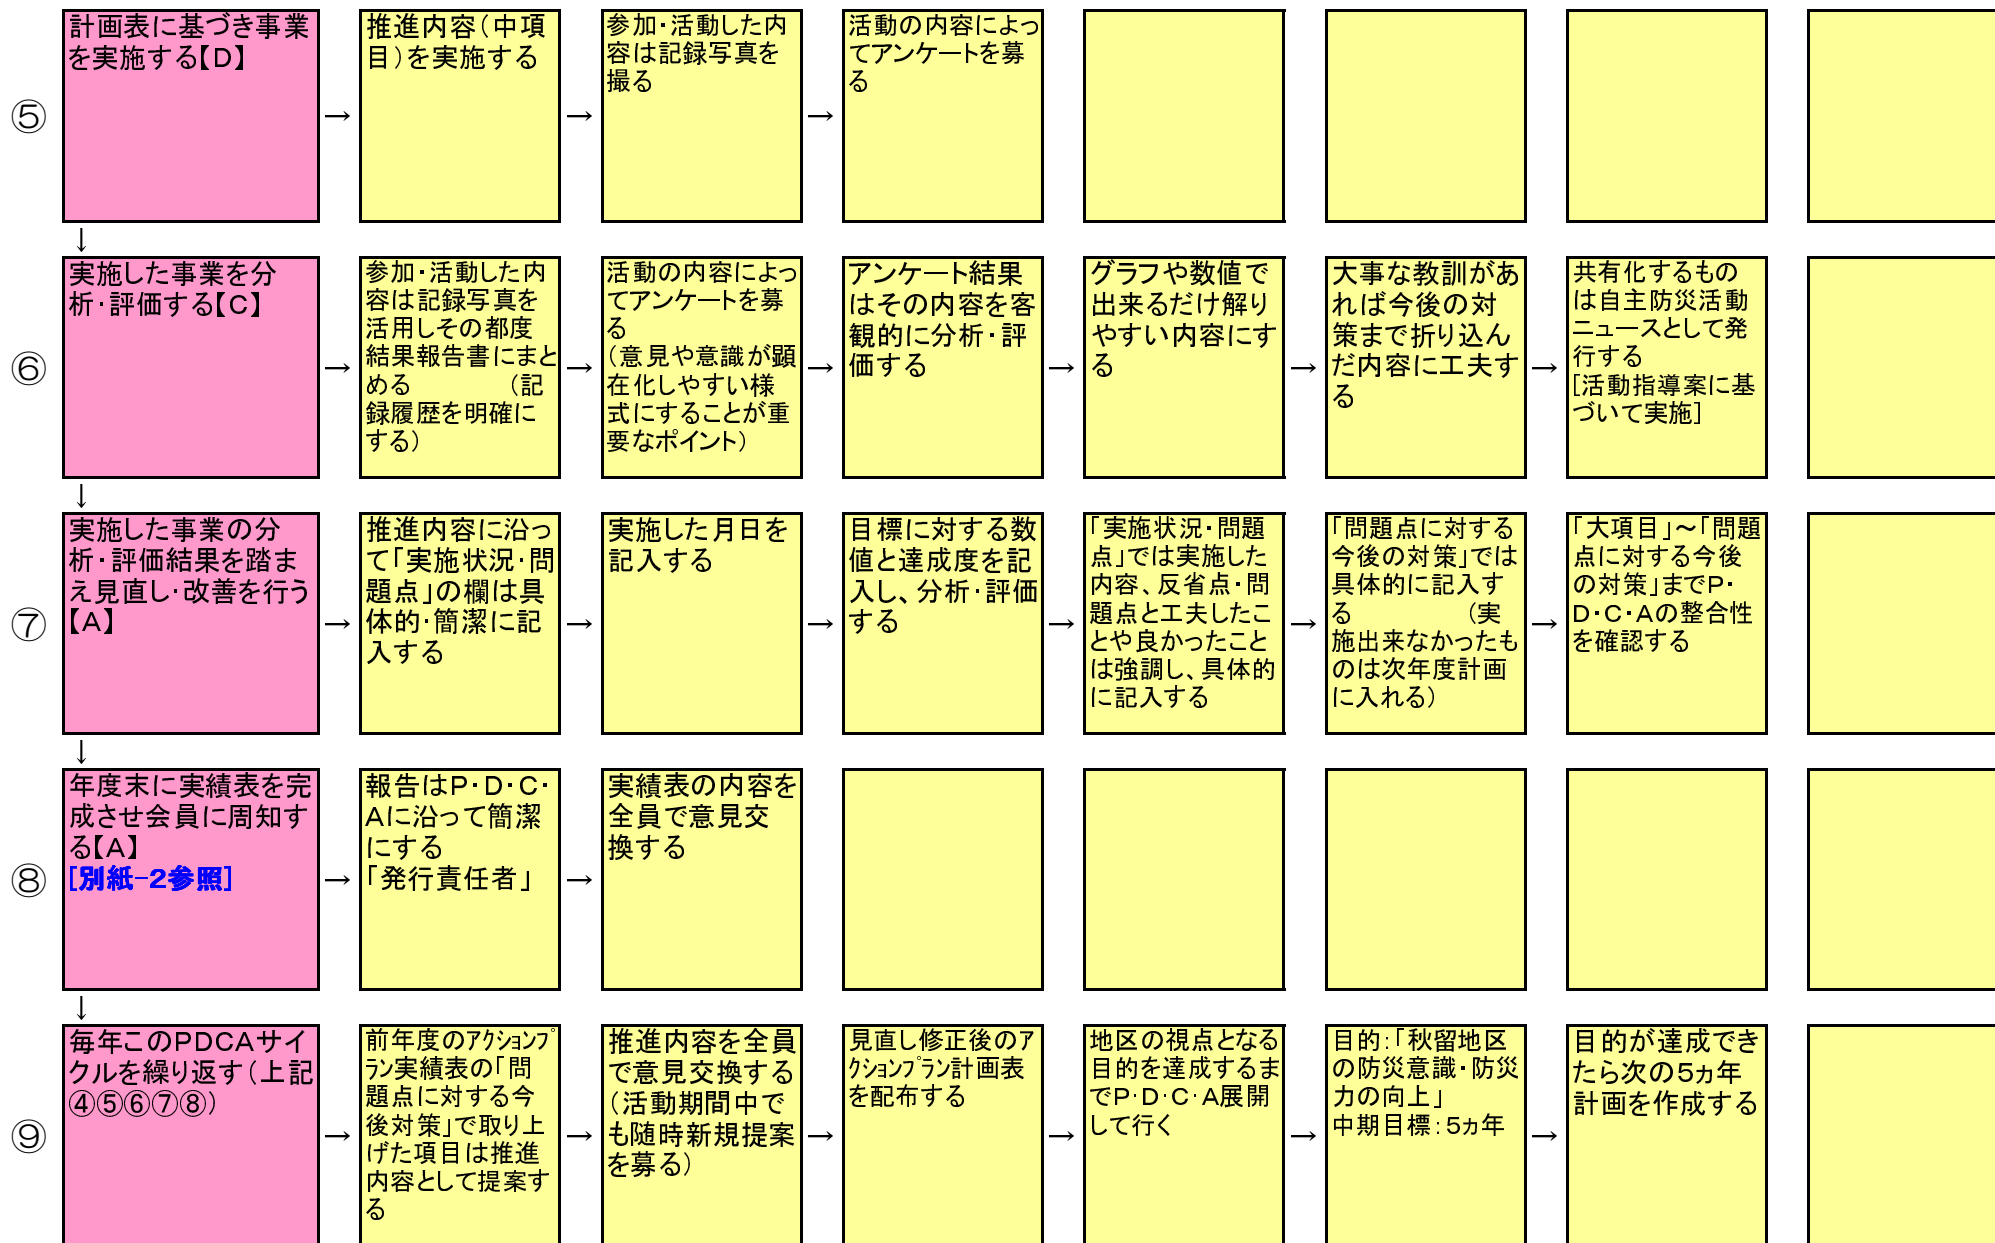 ⑤
計画表に基づき事業
を実施する【D】
→
推進内容（中項
目）を実施する
→
参加・活動した内
容は記録写真を
撮る
→
活動の内容によっ
てアンケートを募
る
↓
⑥
実施した事業を分
析・評価する【C】
→
参加・活動した内
容は記録写真を
活用しその都度
結果報告書にまと
める　　　　（記
録履歴を明確に
する）
→
活動の内容によっ
てアンケートを募
る
（意見や意識が顕
在化しやすい様
式にすることが重
要なポイント）
→
アンケート結果
はその内容を客
観的に分析・評
価する
→
グラフや数値で
出来るだけ解り
やすい内容にす
る
→
大事な教訓があ
れば今後の対
策まで折り込ん
だ内容に工夫す
る
→
共有化するもの
は自主防災活動
ニュースとして発
行する
[活動指導案に基
づいて実施]
↓
⑦
実施した事業の分
析・評価結果を踏ま
え見直し・改善を行う
【A】
→
推進内容に沿っ
て「実施状況・問
題点」の欄は具
体的・簡潔に記
入する
→
実施した月日を
記入する
→
目標に対する数
値と達成度を記
入し、分析・評価
する
→
「実施状況・問題
点」では実施した
内容、反省点・問
題点と工夫したこ
とや良かったこと
は強調し、具体的
に記入する
→
「問題点に対する
今後の対策」では
具体的に記入す
る　　　　　（実
施出来なかったも
のは次年度計画
に入れる）
→
「大項目」～「問題
点に対する今後
の対策」までP・
D・C・Aの整合性
を確認する
↓
⑧
年度末に実績表を完
成させ会員に周知す
る【A】
[別紙-2参照]
→
報告はP・D・C・
Aに沿って簡潔
にする
「発行責任者」
→
実績表の内容を
全員で意見交
換する
↓
⑨
毎年このPDCAサイ
クルを繰り返す（上記
④⑤⑥⑦⑧）
→
前年度のｱｸｼｮﾝﾌﾟ
ﾗﾝ実績表の「問
題点に対する今
後対策」で取り上
げた項目は推進
内容として提案す
る
→
推進内容を全員
で意見交換する
（活動期間中で
も随時新規提案
を募る）
→
見直し修正後のｱ
ｸｼｮﾝﾌﾟﾗﾝ計画表
を配布する
→
地区の視点となる
目的を達成するま
でP・D・C・A展開
して行く
→
目的：「秋留地区
の防災意識・防災
力の向上」
中期目標：5ヵ年
→
目的が達成でき
たら次の5ヵ年
計画を作成する